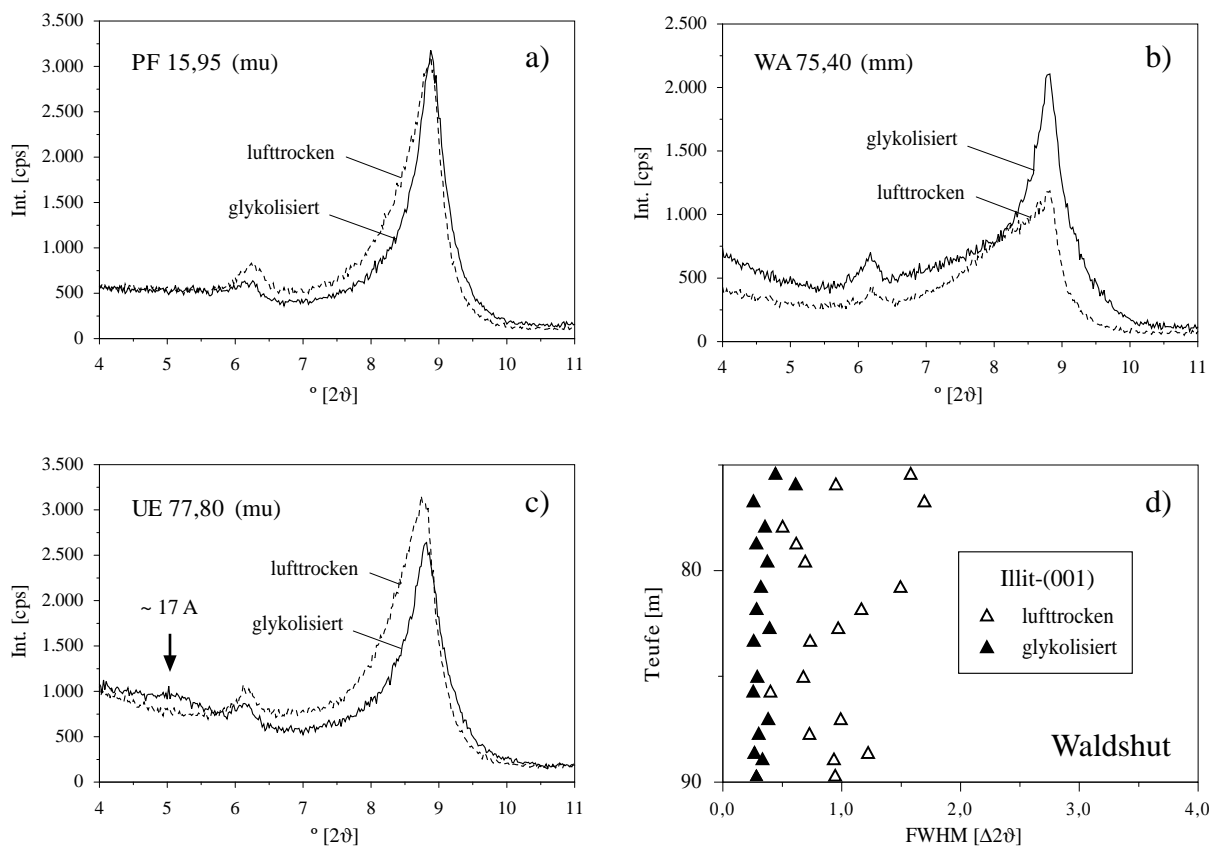 PF 15,95 (mu)
a)
3.500
3.000
2.500
2.000
1.500
1.000
500
0
Int. [cps]
lufttrocken
glykolisiert
4 5 6 7 8 9 10 11
º [2ϑ]
WA 75,40 (mm)
b)
2.500
2.000
1.500
1.000
500
0
Int. [cps]
glykolisiert
lufttrocken
4 5 6 7 8 9 10 11
º [2ϑ]
UE 77,80 (mu)
c)
3.500
3.000
2.500
2.000
1.500
1.000
500
0
Int. [cps]
~ 17 A
lufttrocken
glykolisiert
4 5 6 7 8 9 10 11
º [2ϑ]
d)
80
90
Teufe [m]
Illit-(001)
lufttrocken
glykolisiert
Waldshut
0,0 1,0 2,0 3,0 4,0
FWHM [Δ2ϑ]